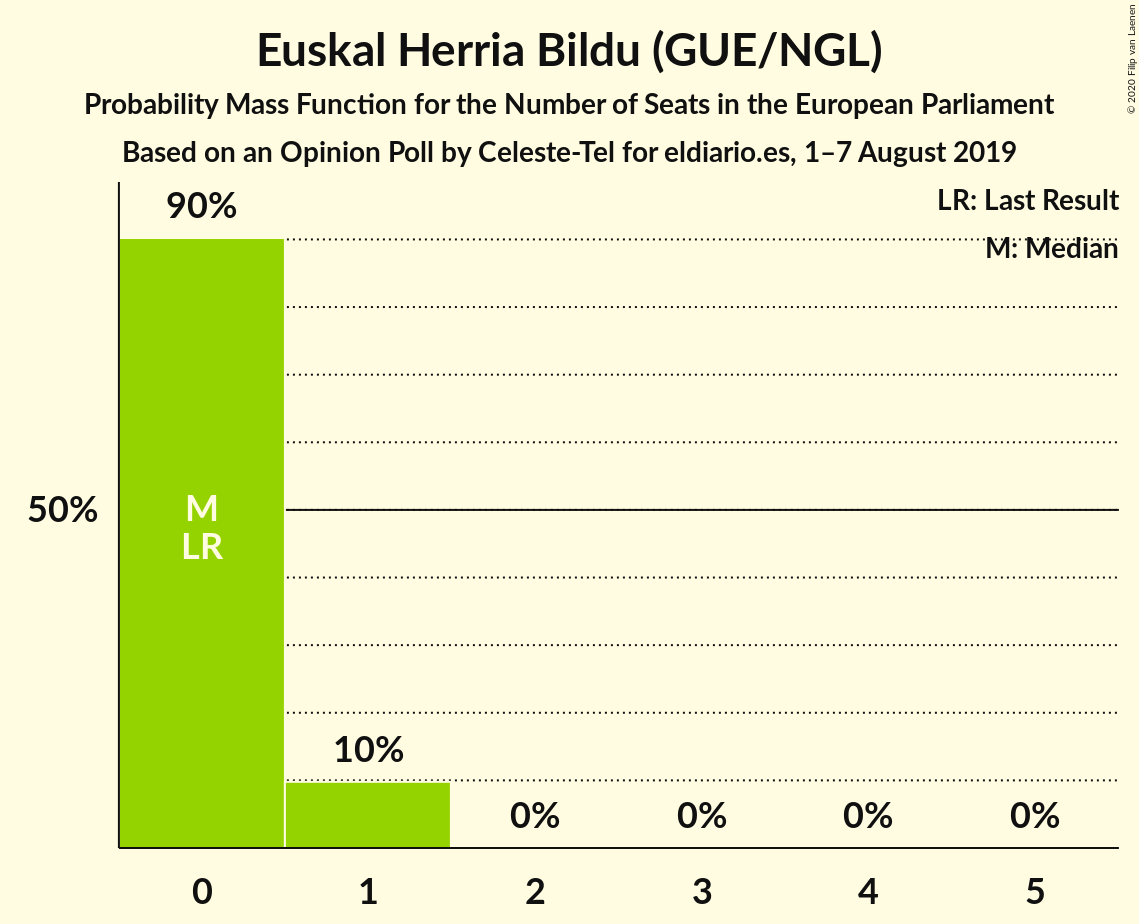 Euskal Herria Bildu (GUE/NGL)
Probability Mass Function for the Number of Seats in the European Parliament
Based on an Opinion Poll by Celeste-Tel for eldiario.es, 1–7 August 2019
© 2020 Filip van Laenen
LR: Last Result
M: Median
90%
50%
M
LR
10%
0%
0%
0%
0%
0
1
2
3
4
5